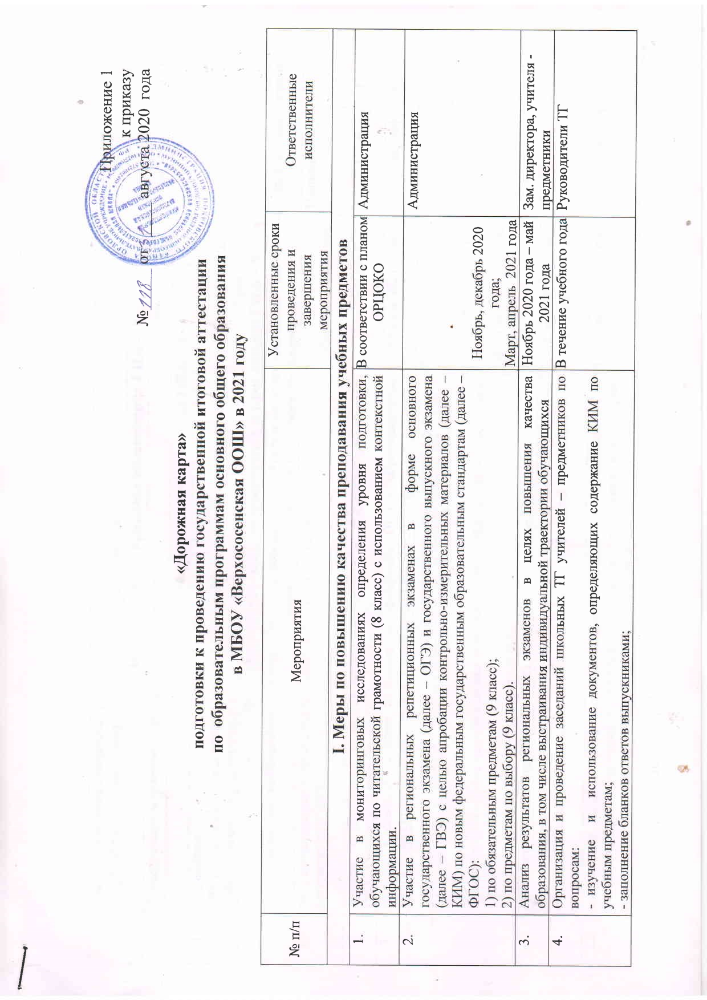 Приложение 1
к приказу
№ 118 от августа 2020 года
«Дорожная карта»
подготовки к проведению государственной итоговой аттестации
по образовательным программам основного общего образования
в МБОУ «Верхососенская ООШ» в 2021 году
№ п/п
Мероприятия
Установленные сроки
проведения и
завершения
мероприятия
Ответственные
исполнители
I. Меры по повышению качества преподавания учебных предметов
1.
Участие в мониторинговых исследованиях определения уровня подготовки,
обучающихся по читательской грамотности (8 класс) с использованием контекстной
информации.
В соответствии с планом
ОРЦОКО
Администрация
2.
Участие в региональных репетиционных экзаменах в форме основного
государственного экзамена (далее – ОГЭ) и государственного выпускного экзамена
(далее – ГВЭ) с целью апробации контрольно-измерительных материалов (далее –
КИМ) по новым федеральным государственным образовательным стандартам (далее –
ФГОС):
1) по обязательным предметам (9 класс);
2) по предметам по выбору (9 класс).
Ноябрь, декабрь 2020
года;
Март, апрель 2021 года
Администрация
3.
Анализ результатов региональных экзаменов в целях повышения качества
образования, в том числе выстраивания индивидуальной траектории обучающихся
Ноябрь 2020 года – май
2021 года
Зам. директора, учителя -
предметники
4.
Организация и проведение заседаний школьных ТГ учителей – предметников по
вопросам:
- изучение и использование документов, определяющих содержание КИМ по
учебным предметам;
- заполнение бланков ответов выпускниками;
В течение учебного года
Руководители ТГ